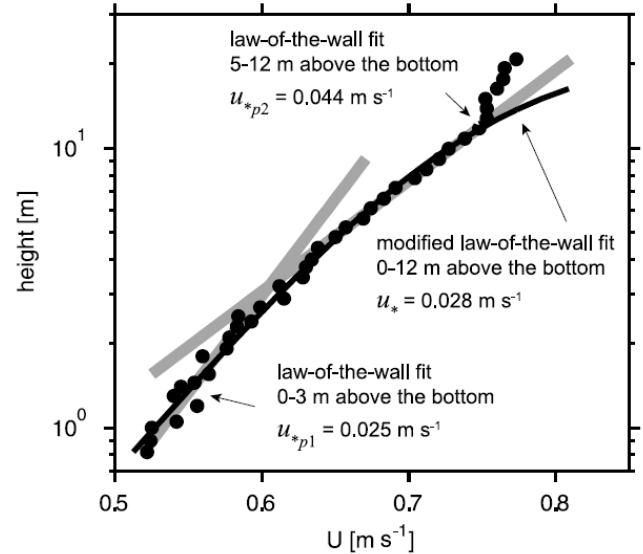 law-of-the-wall fit
5-12 m above the bottom
u*p2 = 0.044 m s⁻¹
10¹
height [m]
modified law-of-the-wall fit
0-12 m above the bottom
u* = 0.028 m s⁻¹
law-of-the-wall fit
0-3 m above the bottom
u*p1 = 0.025 m s⁻¹
10⁰
0.5 0.6 0.7 0.8
U [m s⁻¹]